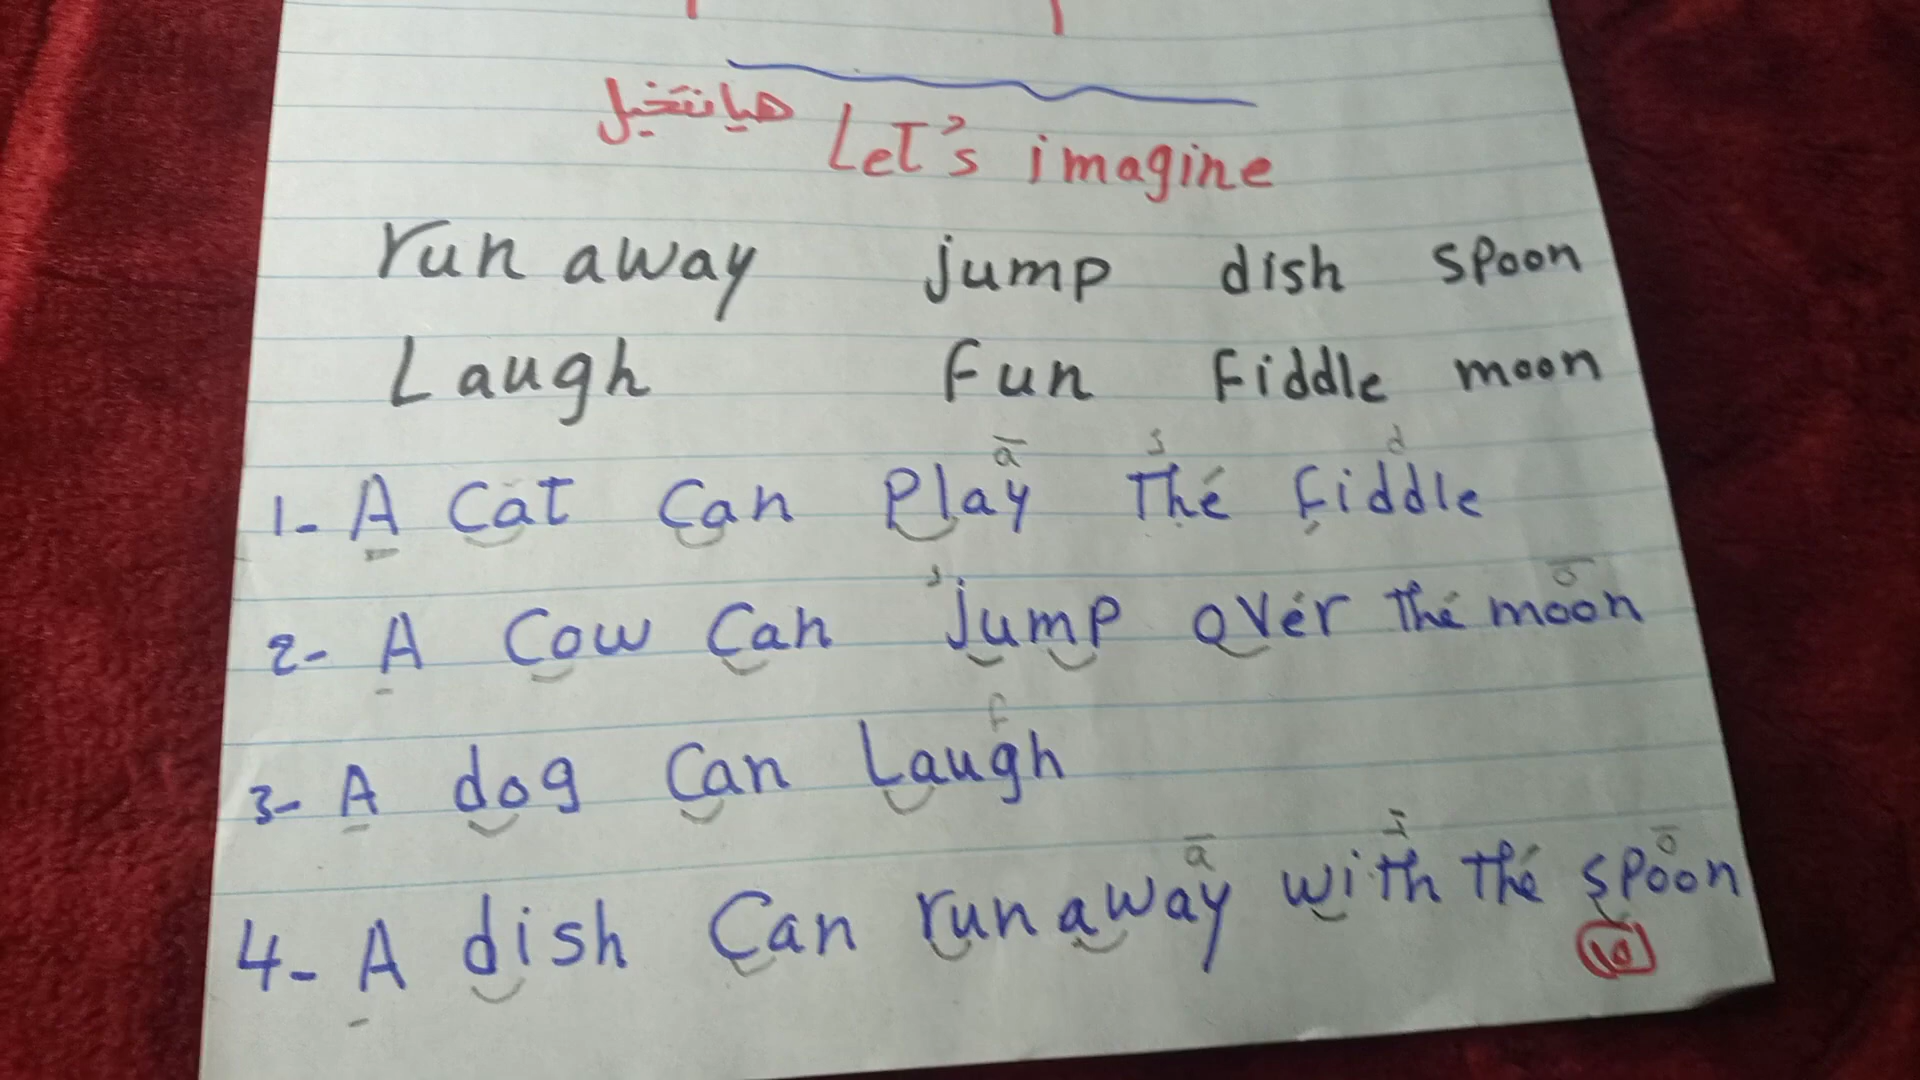 هيا نتخيل Let's imagine
run away jump dish spoon
Laugh fun fiddle moon
1- A Cat Can Play The fiddle
2- A Cow Can jump over the moon
3- A dog Can Laugh
4- A dish Can run away with the spoon